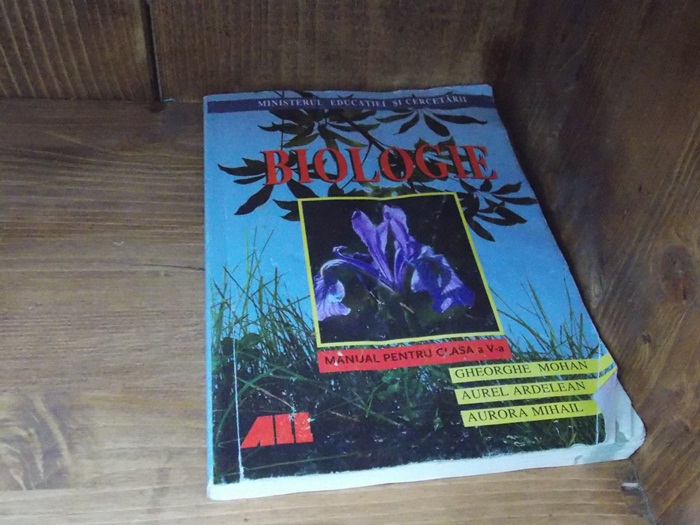 MINISTERUL EDUCAȚIEI ȘI CERCETĂRII
BIOLOGIE
MANUAL PENTRU CLASA a V-a
GHEORGHE MOHAN
AUREL ARDELEAN
AURORA MIHAIL
ALL